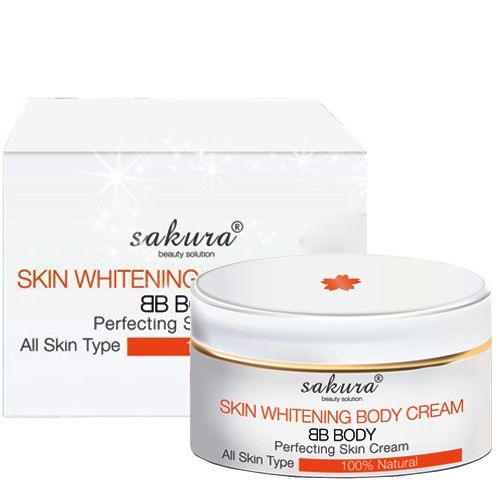 sakura®
beauty solution
SKIN WHITENING
BB BO
Perfecting S
All Skin Type
sakura®
beauty solution
SKIN WHITENING BODY CREAM
BB BODY
Perfecting Skin Cream
All Skin Type 100% Natural